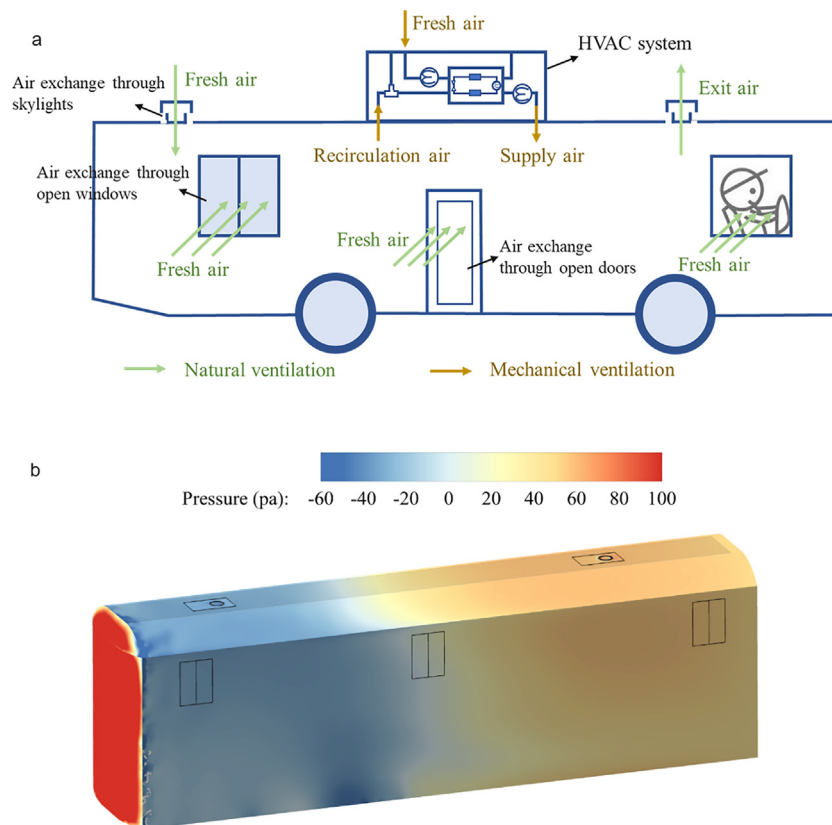 a
Fresh air
HVAC system
Air exchange through
skylights
Fresh air
Exit air
Recirculation air
Supply air
Air exchange through
open windows
Fresh air
Fresh air
Air exchange
through open doors
Fresh air
Natural ventilation
Mechanical ventilation
b
Pressure (pa): -60 -40 -20 0 20 40 60 80 100